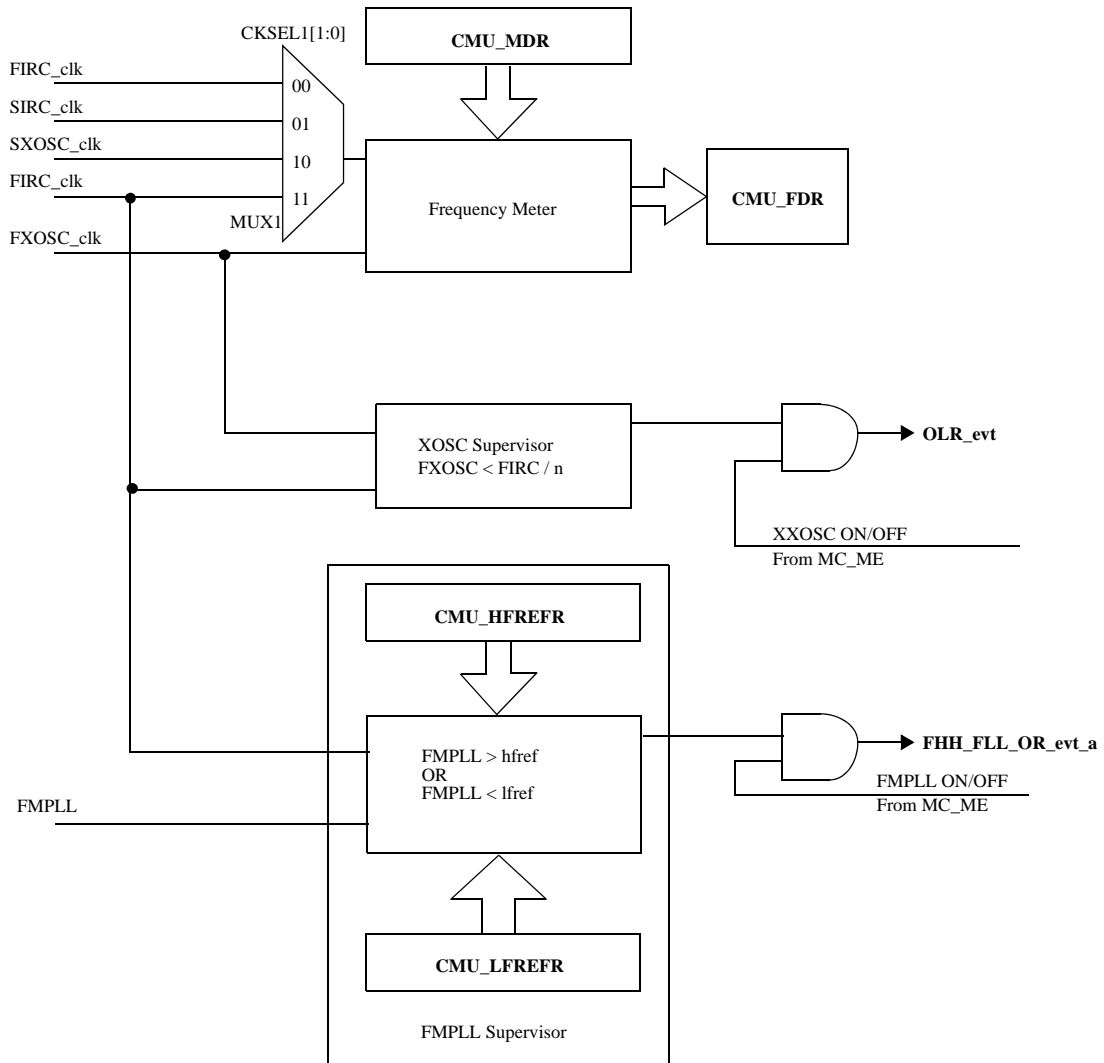 CKSEL1[1:0]
CMU_MDR
FIRC_clk
00
SIRC_clk
01
SXOSC_clk
10
FIRC_clk
11
Frequency Meter
CMU_FDR
MUX1
FXOSC_clk
XOSC Supervisor
FXOSC < FIRC / n
OLR_evt
XXOSC ON/OFF
From MC_ME
CMU_HFREFR
FMPLL > hfref
OR
FMPLL < lfref
FHH_FLL_OR_evt_a
FMPLL ON/OFF
From MC_ME
FMPLL
CMU_LFREFR
FMPLL Supervisor